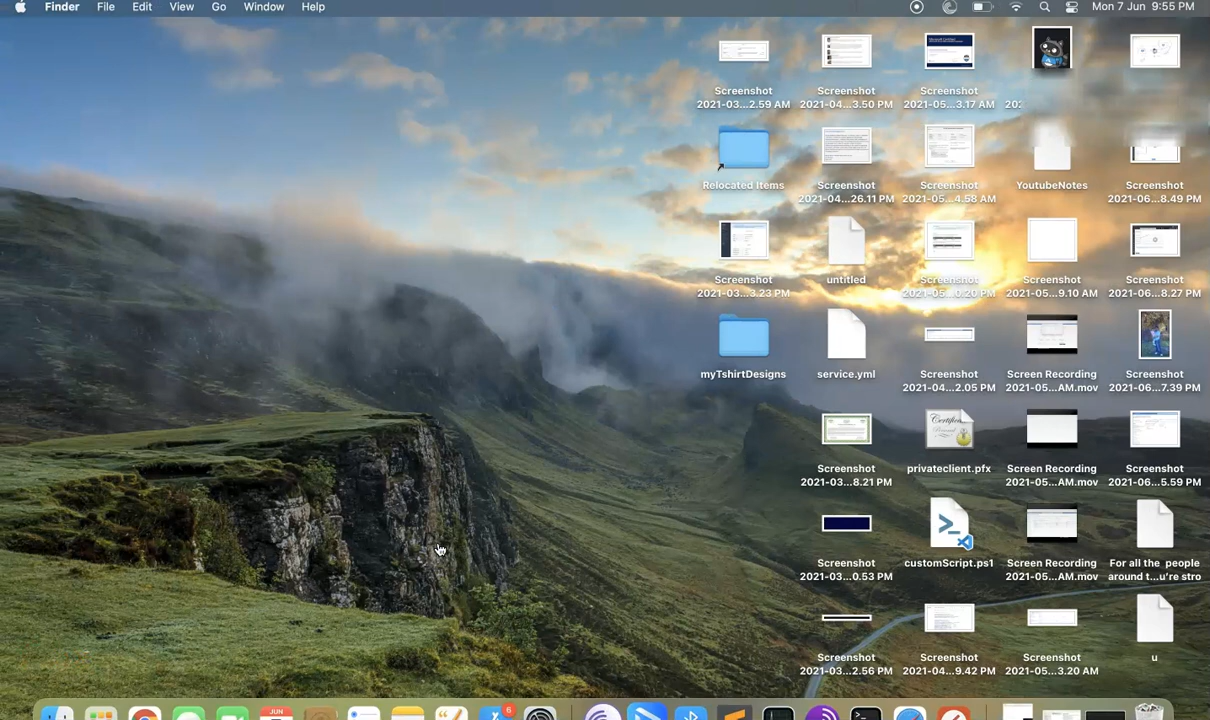 Finder File Edit View Go Window Help Mon 7 Jun 9:55 PM
Screenshot
2021-03...2.59 AM
Screenshot
2021-04...3.50 PM
Screenshot
2021-05...3.17 AM
202
Relocated Items
Screenshot
2021-04...26.11 PM
Screenshot
2021-05...4.58 AM
YoutubeNotes
Screenshot
2021-06...8.49 PM
Screenshot
2021-03...3.23 PM
untitled
Screenshot
2021-05...0.20 PM
Screenshot
2021-05...9.10 AM
Screenshot
2021-06...8.27 PM
myTshirtDesigns
service.yml
Screenshot
2021-04...2.05 PM
Screen Recording
2021-05...AM.mov
Screenshot
2021-06...7.39 PM
Screenshot
2021-03...8.21 PM
privateclient.pfx
Screen Recording
2021-05...AM.mov
Screenshot
2021-06...5.59 PM
Screenshot
2021-03...0.53 PM
customScript.ps1
Screen Recording
2021-05...AM.mov
For all the people
around t...u're stro
Screenshot
2021-03...2.56 PM
Screenshot
2021-04...9.42 PM
Screenshot
2021-05...3.20 AM
u
JUN
6